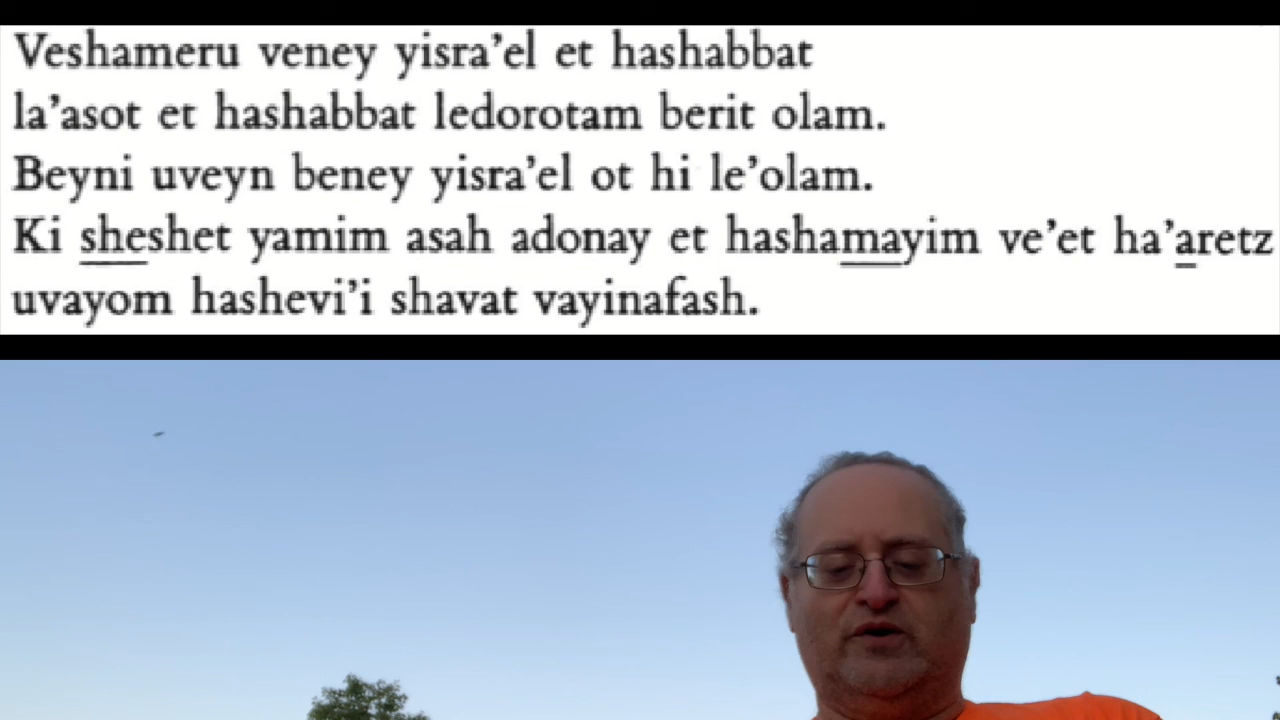 Veshameru veney yisra’el et hashabbat
la’asot et hashabbat ledorotam berit olam.
Beyni uveyn beney yisra’el ot hi le’olam.
Ki sheshet yamim asah adonay et hashamayim ve’et ha’aretz
uvayom hashevi’i shavat vayinafash.